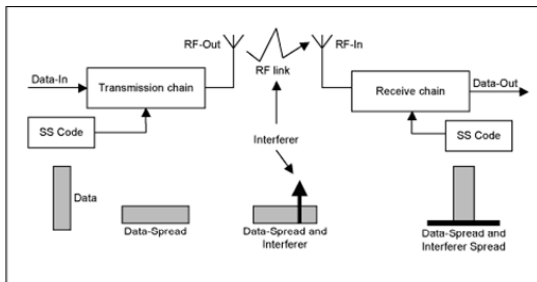 RF-Out
RF-In
RF link
Data-In
Transmission chain
Receive chain
Data-Out
SS Code
SS Code
Interferer
Data
Data-Spread
Data-Spread and
Interferer
Data-Spread and
Interferer Spread